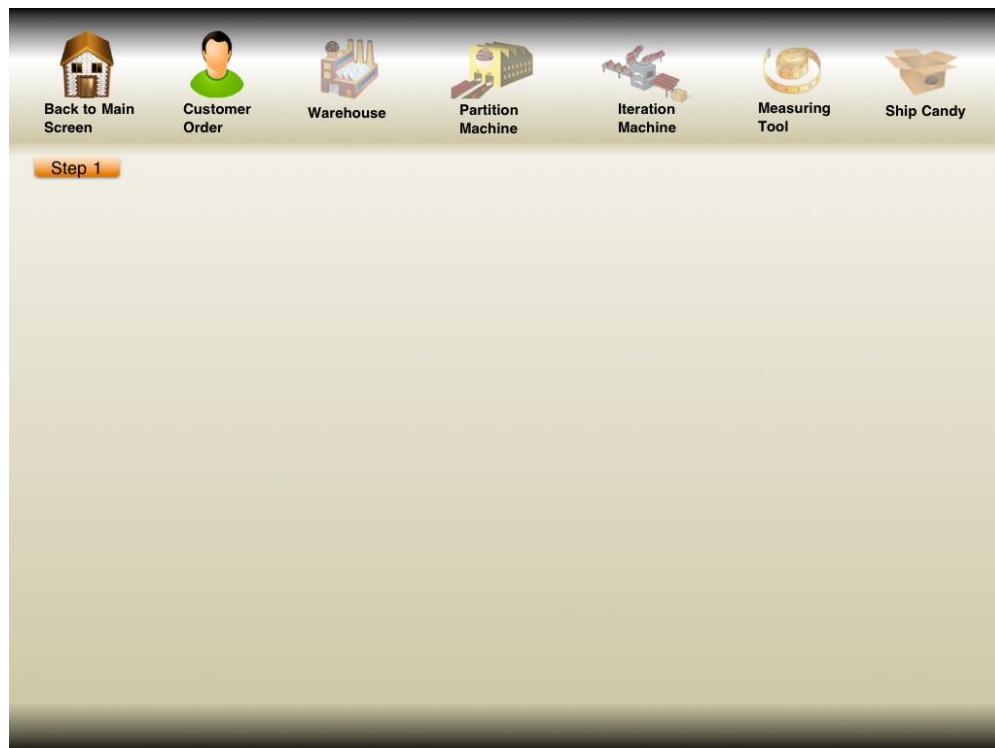 Back to Main
Screen
Customer
Order
Warehouse
Partition
Machine
Iteration
Machine
Measuring
Tool
Ship Candy
Step 1